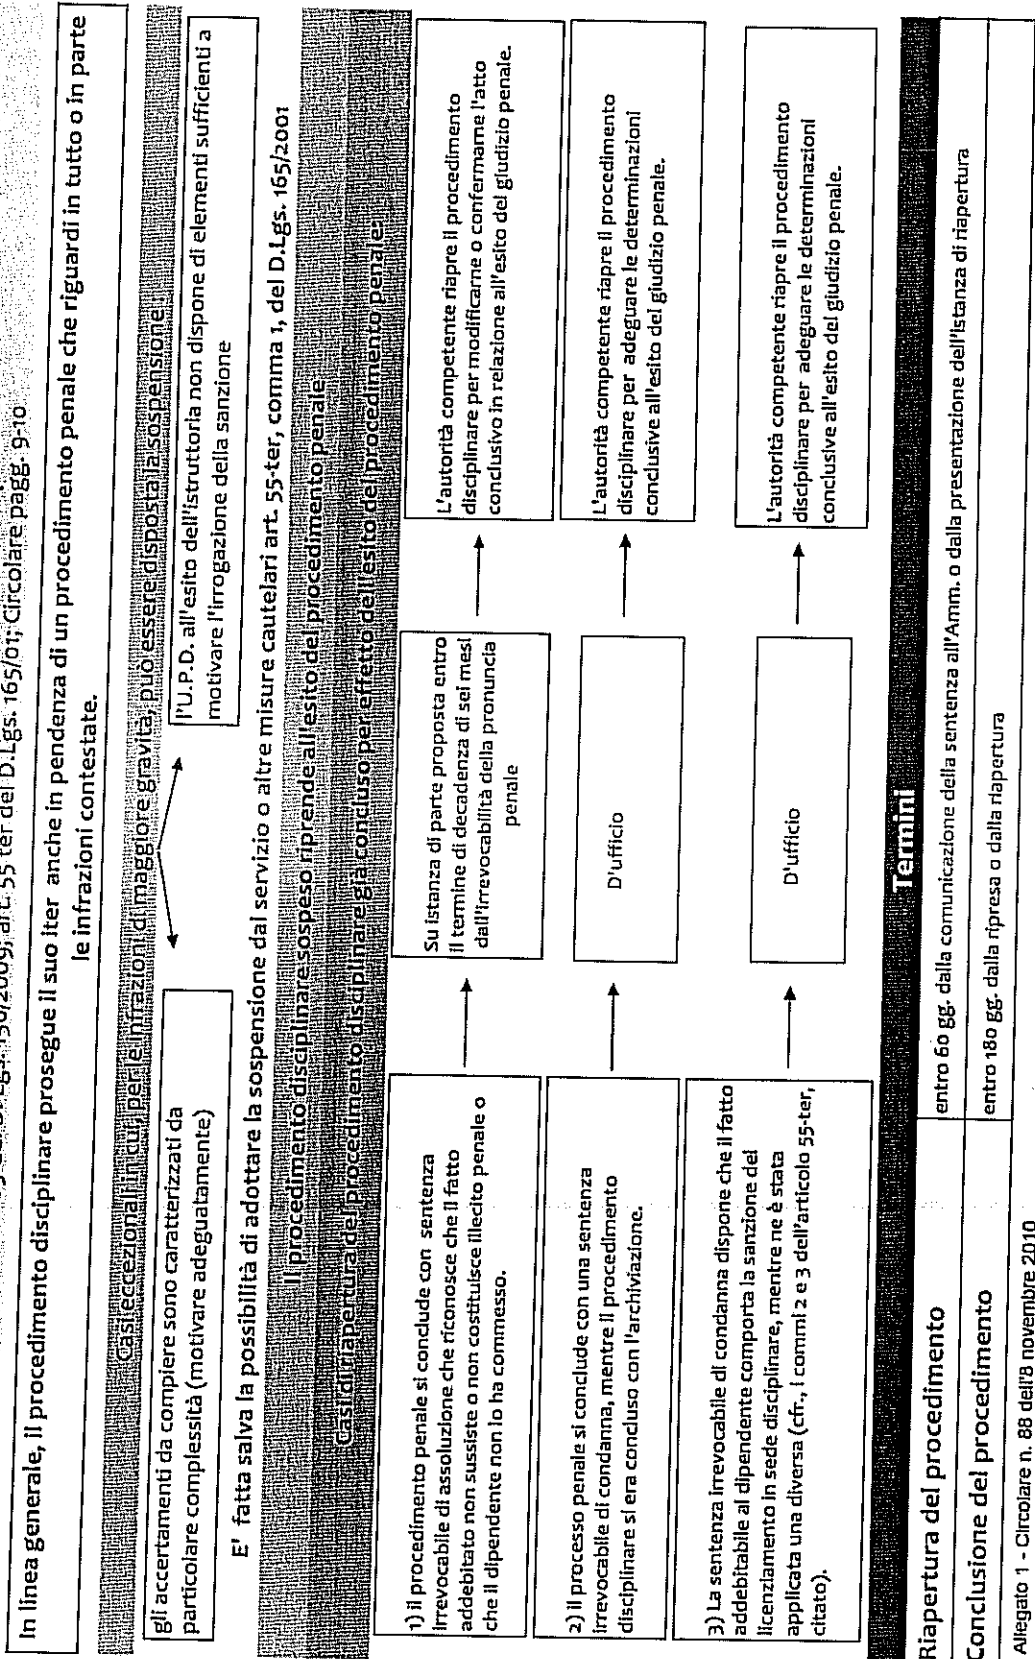 art. 55 ter del D.Lgs. 165/01; Circolare pagg. 9-10
In linea generale, il procedimento disciplinare prosegue il suo iter anche in pendenza di un procedimento penale che riguardi in tutto o in parte
le infrazioni contestate.
Casi eccezionali in cui, per le infrazioni di maggiore gravità, può essere disposta la sospensione
gli accertamenti da compiere sono caratterizzati da
particolare complessità (motivare adeguatamente)
l'U.P.D. all'esito dell'istruttoria non dispone di elementi sufficienti a
motivare l'irrogazione della sanzione
E' fatta salva la possibilità di adottare la sospensione dal servizio o altre misure cautelari art. 55-ter, comma 1, del D.Lgs. 165/2001
Il procedimento disciplinare sospeso riprende all'esito del procedimento penale
Casi di riapertura del procedimento disciplinare già concluso per effetto dell'esito del procedimento penale:
1) il procedimento penale si conclude con sentenza
irrevocabile di assoluzione che riconosce che il fatto
addebitato non sussiste o non costituisce illecito penale o
che il dipendente non lo ha commesso.
Su istanza di parte proposta entro
il termine di decadenza di sei mesi
dall'irrevocabilità della pronuncia
penale
L'autorità competente riapre il procedimento
disciplinare per modificarne o confermarne l'atto
conclusivo in relazione all'esito del giudizio penale.
2) il processo penale si conclude con una sentenza
irrevocabile di condanna, mentre il procedimento
disciplinare si era concluso con l'archiviazione.
D'ufficio
L'autorità competente riapre il procedimento
disciplinare per adeguare le determinazioni
conclusive all'esito del giudizio penale.
3) La sentenza irrevocabile di condanna dispone che il fatto
addebitabile al dipendente comporta la sanzione del
licenziamento in sede disciplinare, mentre ne è stata
applicata una diversa (cfr., i commi 2 e 3 dell'articolo 55-ter,
citato).
D'ufficio
L'autorità competente riapre il procedimento
disciplinare per adeguare le determinazioni
conclusive all'esito del giudizio penale.
Termini
Riapertura del procedimento entro 60 gg. dalla comunicazione della sentenza all'Amm. o dalla presentazione dell'istanza di riapertura
Conclusione del procedimento entro 180 gg. dalla ripresa o dalla riapertura
Allegato 1 - Circolare n. 88 dell'8 novembre 2010